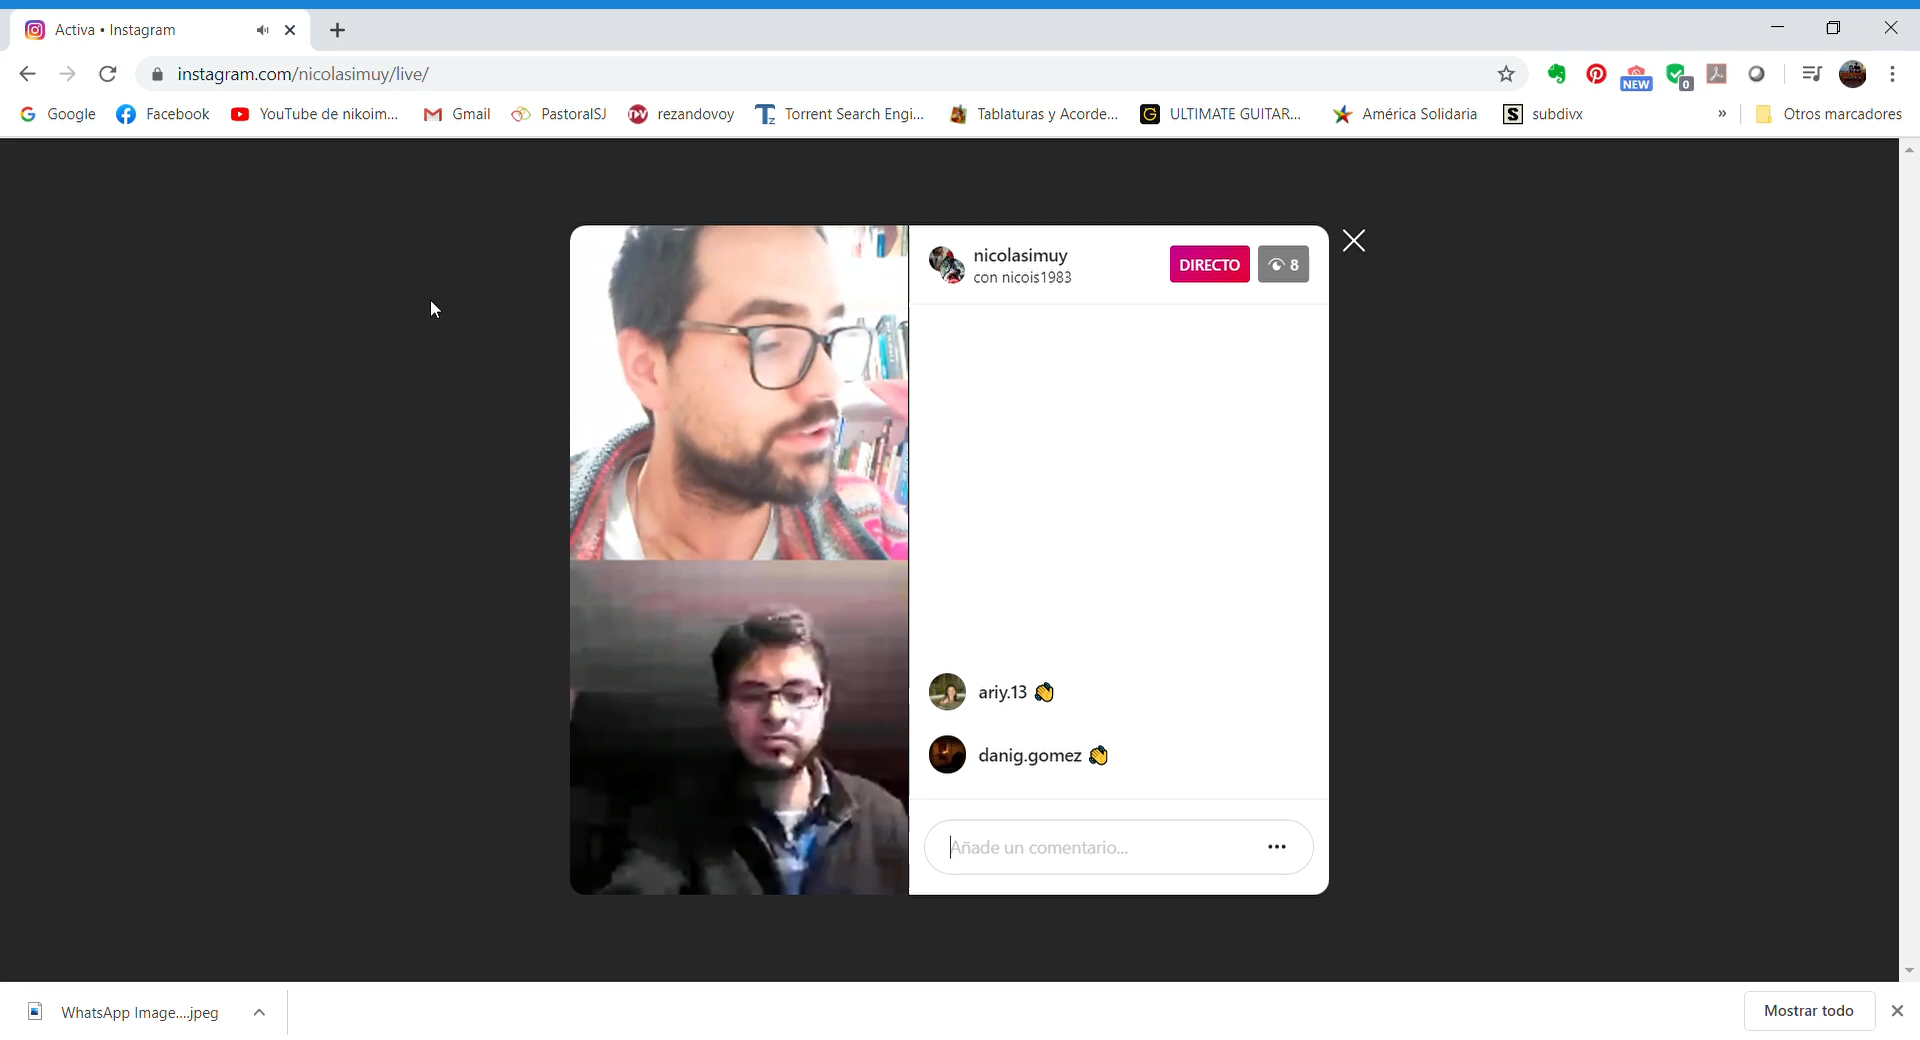 Activa • Instagram
instagram.com/nicolasimuy/live/
NEW
0
Google
Facebook
YouTube de nikoim...
Gmail
PastoralSJ
rezandovoy
Torrent Search Engi...
Tablaturas y Acorde...
ULTIMATE GUITAR...
América Solidaria
subdivx
»
Otros marcadores
nicolasimuy
con nicois1983
DIRECTO
8
ariy.13 👏
danig.gomez 👏
Añade un comentario...
WhatsApp Image....jpeg
Mostrar todo